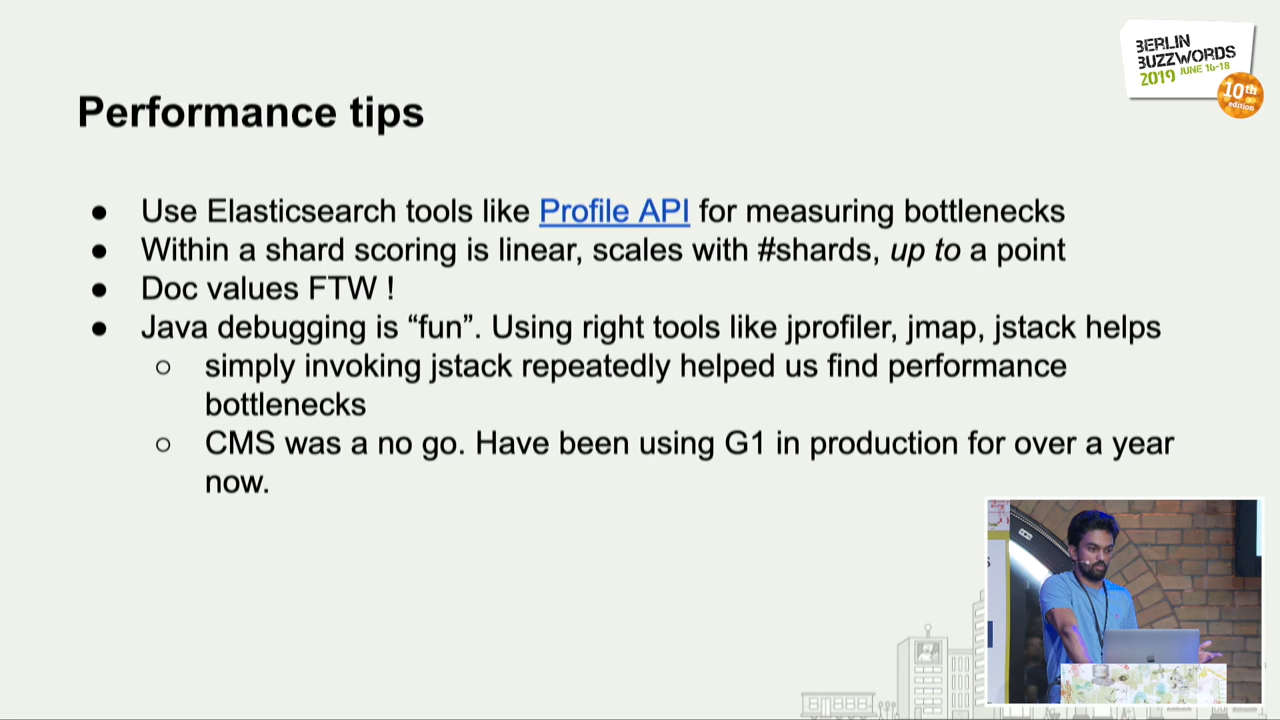 BERLIN
BUZZWORDS
2019 JUNE 16-18
10th
edition
Performance tips
● Use Elasticsearch tools like Profile API for measuring bottlenecks
● Within a shard scoring is linear, scales with #shards, up to a point
● Doc values FTW !
● Java debugging is “fun”. Using right tools like jprofiler, jmap, jstack helps
○ simply invoking jstack repeatedly helped us find performance
bottlenecks
○ CMS was a no go. Have been using G1 in production for over a year
now.